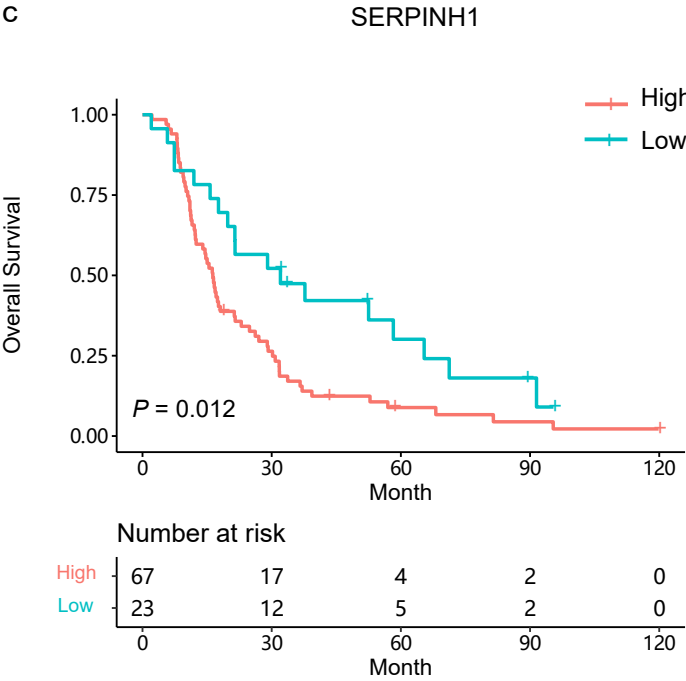 C
SERPINH1
High
Low
Overall Survival
1.00
0.75
0.50
0.25
0.00
P = 0.012
0 30 60 90 120
Month
Number at risk
High 67 17 4 2 0
Low 23 12 5 2 0
0 30 60 90 120
Month